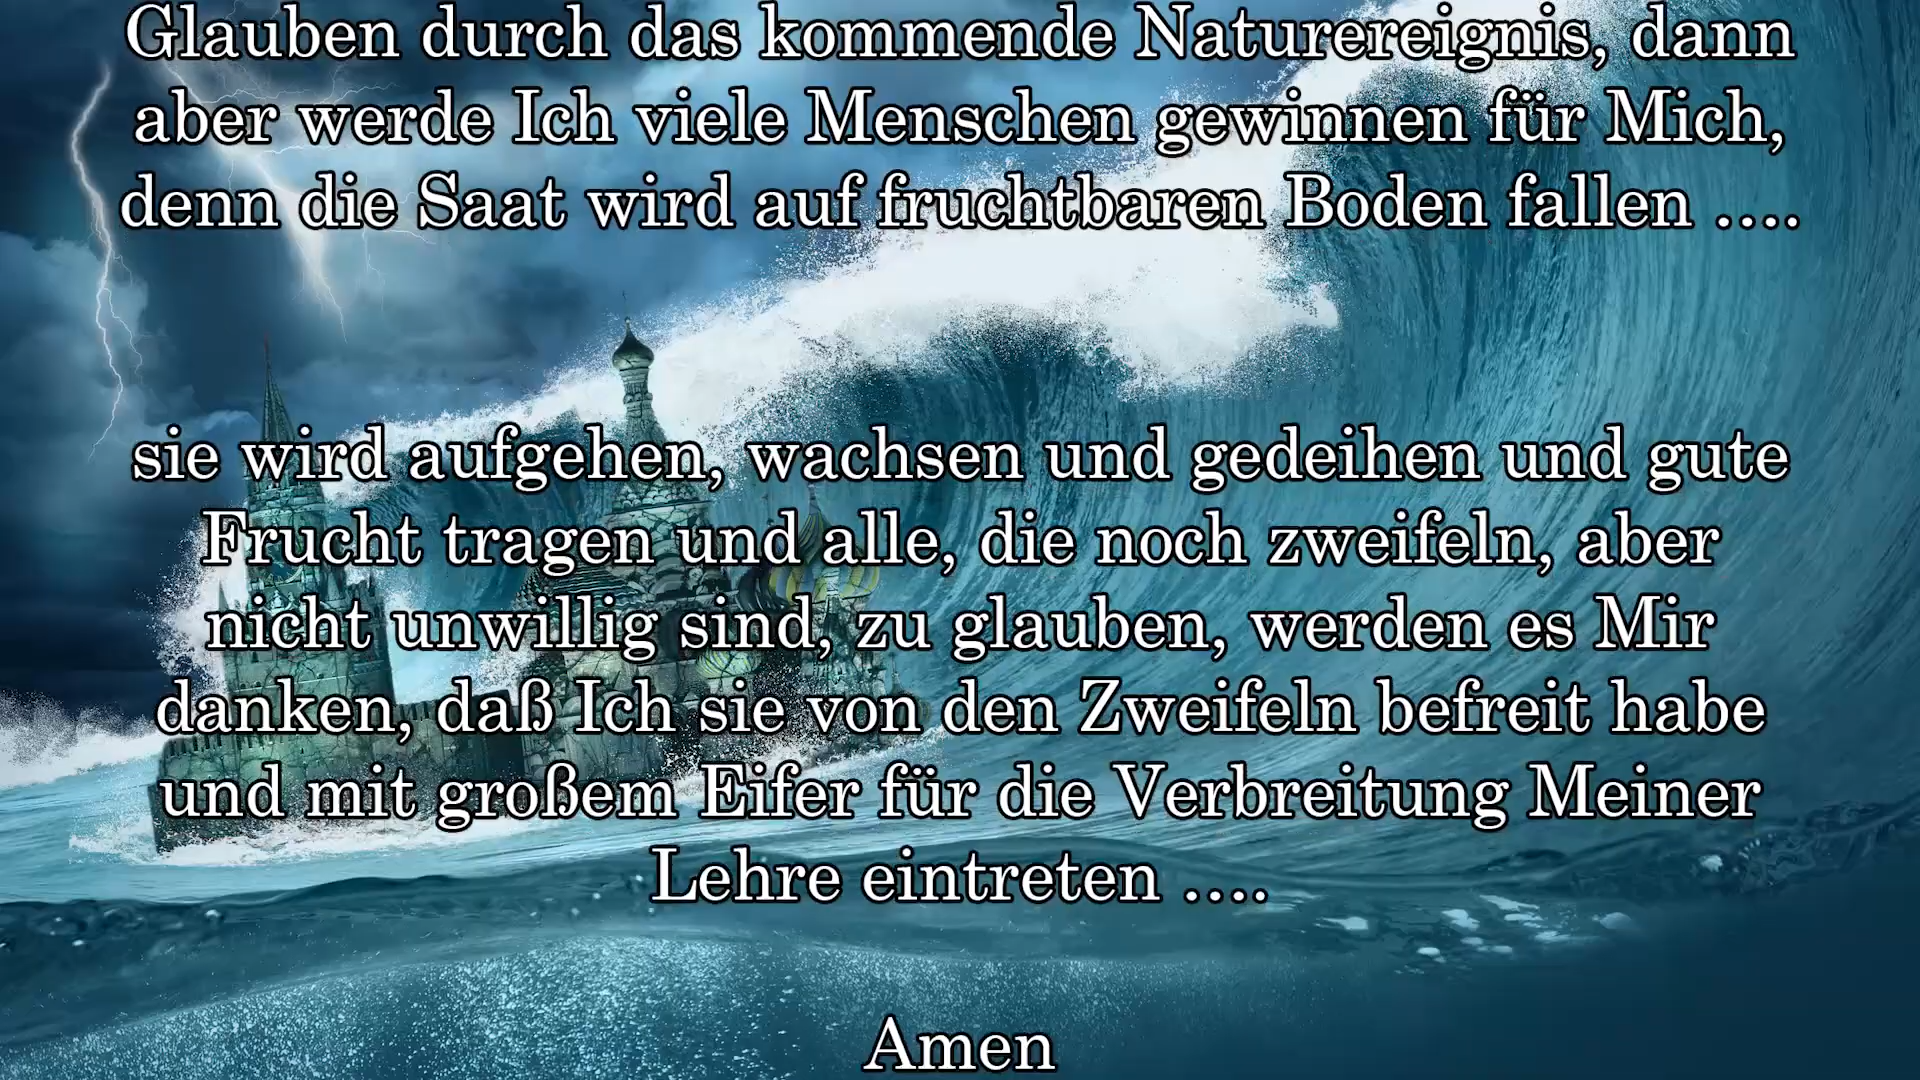 Glauben durch das kommende Naturereignis, dann
aber werde Ich viele Menschen gewinnen für Mich,
denn die Saat wird auf fruchtbaren Boden fallen ....
sie wird aufgehen, wachsen und gedeihen und gute
Frucht tragen und alle, die noch zweifeln, aber
nicht unwillig sind, zu glauben, werden es Mir
danken, daß Ich sie von den Zweifeln befreit habe
und mit großem Eifer für die Verbreitung Meiner
Lehre eintreten ....
Amen